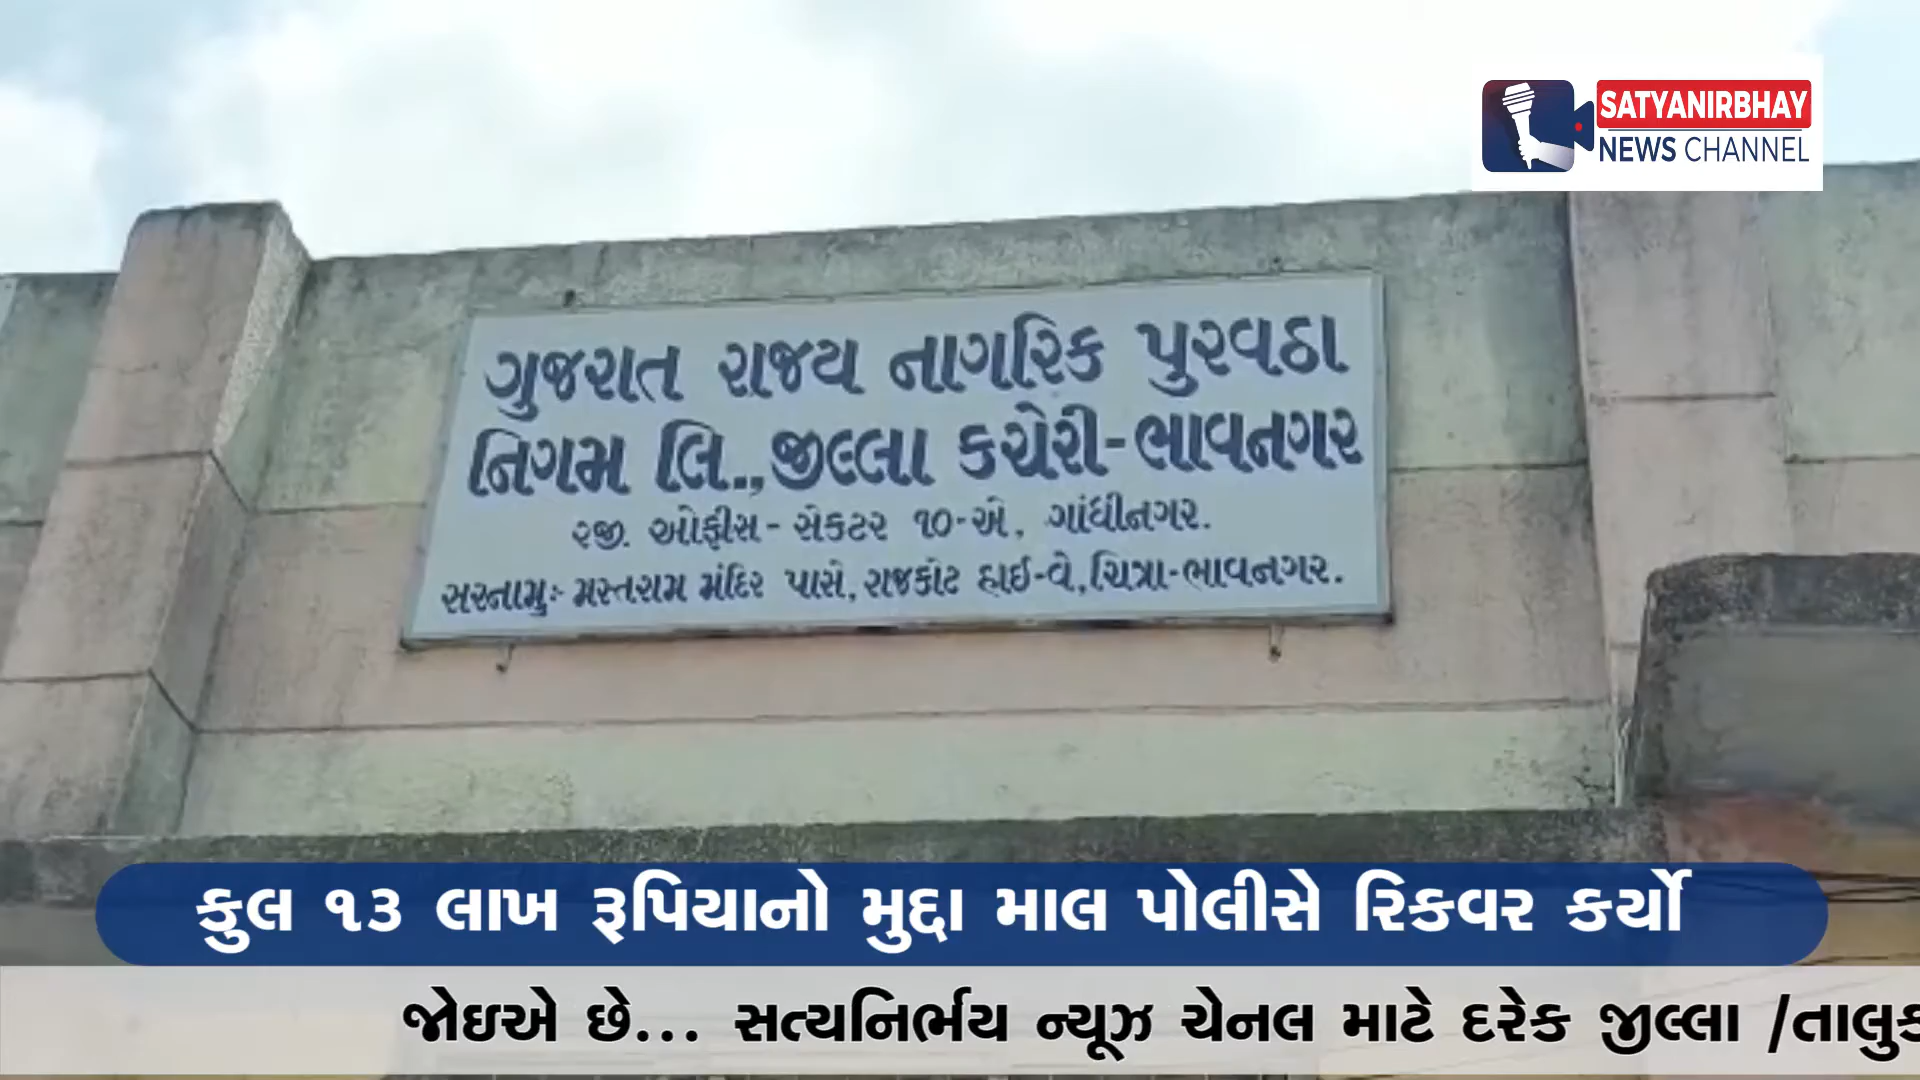 SATYANIRBHAY
NEWS CHANNEL
ગુજરાત રાજય નાગરિક પુરવઠા
નિગમ લિ.,જીલ્લા કચેરી-ભાવનગર
રજી. ઓફીસ- સેકટર ૧૦-એ, ગાંધીનગર.
સરનામુઃ- મસ્તરામ મંદિર પાસે,રાજકોટ હાઇ-વે,ચિત્રા-ભાવનગર.
કુલ ૧૩ લાખ રૂપિયાનો મુદ્દા માલ પોલીસે રિકવર કર્યો
જોઇએ છે... સત્યનિર્ભય ન્યૂઝ ચેનલ માટે દરેક જીલ્લા /તાલુક